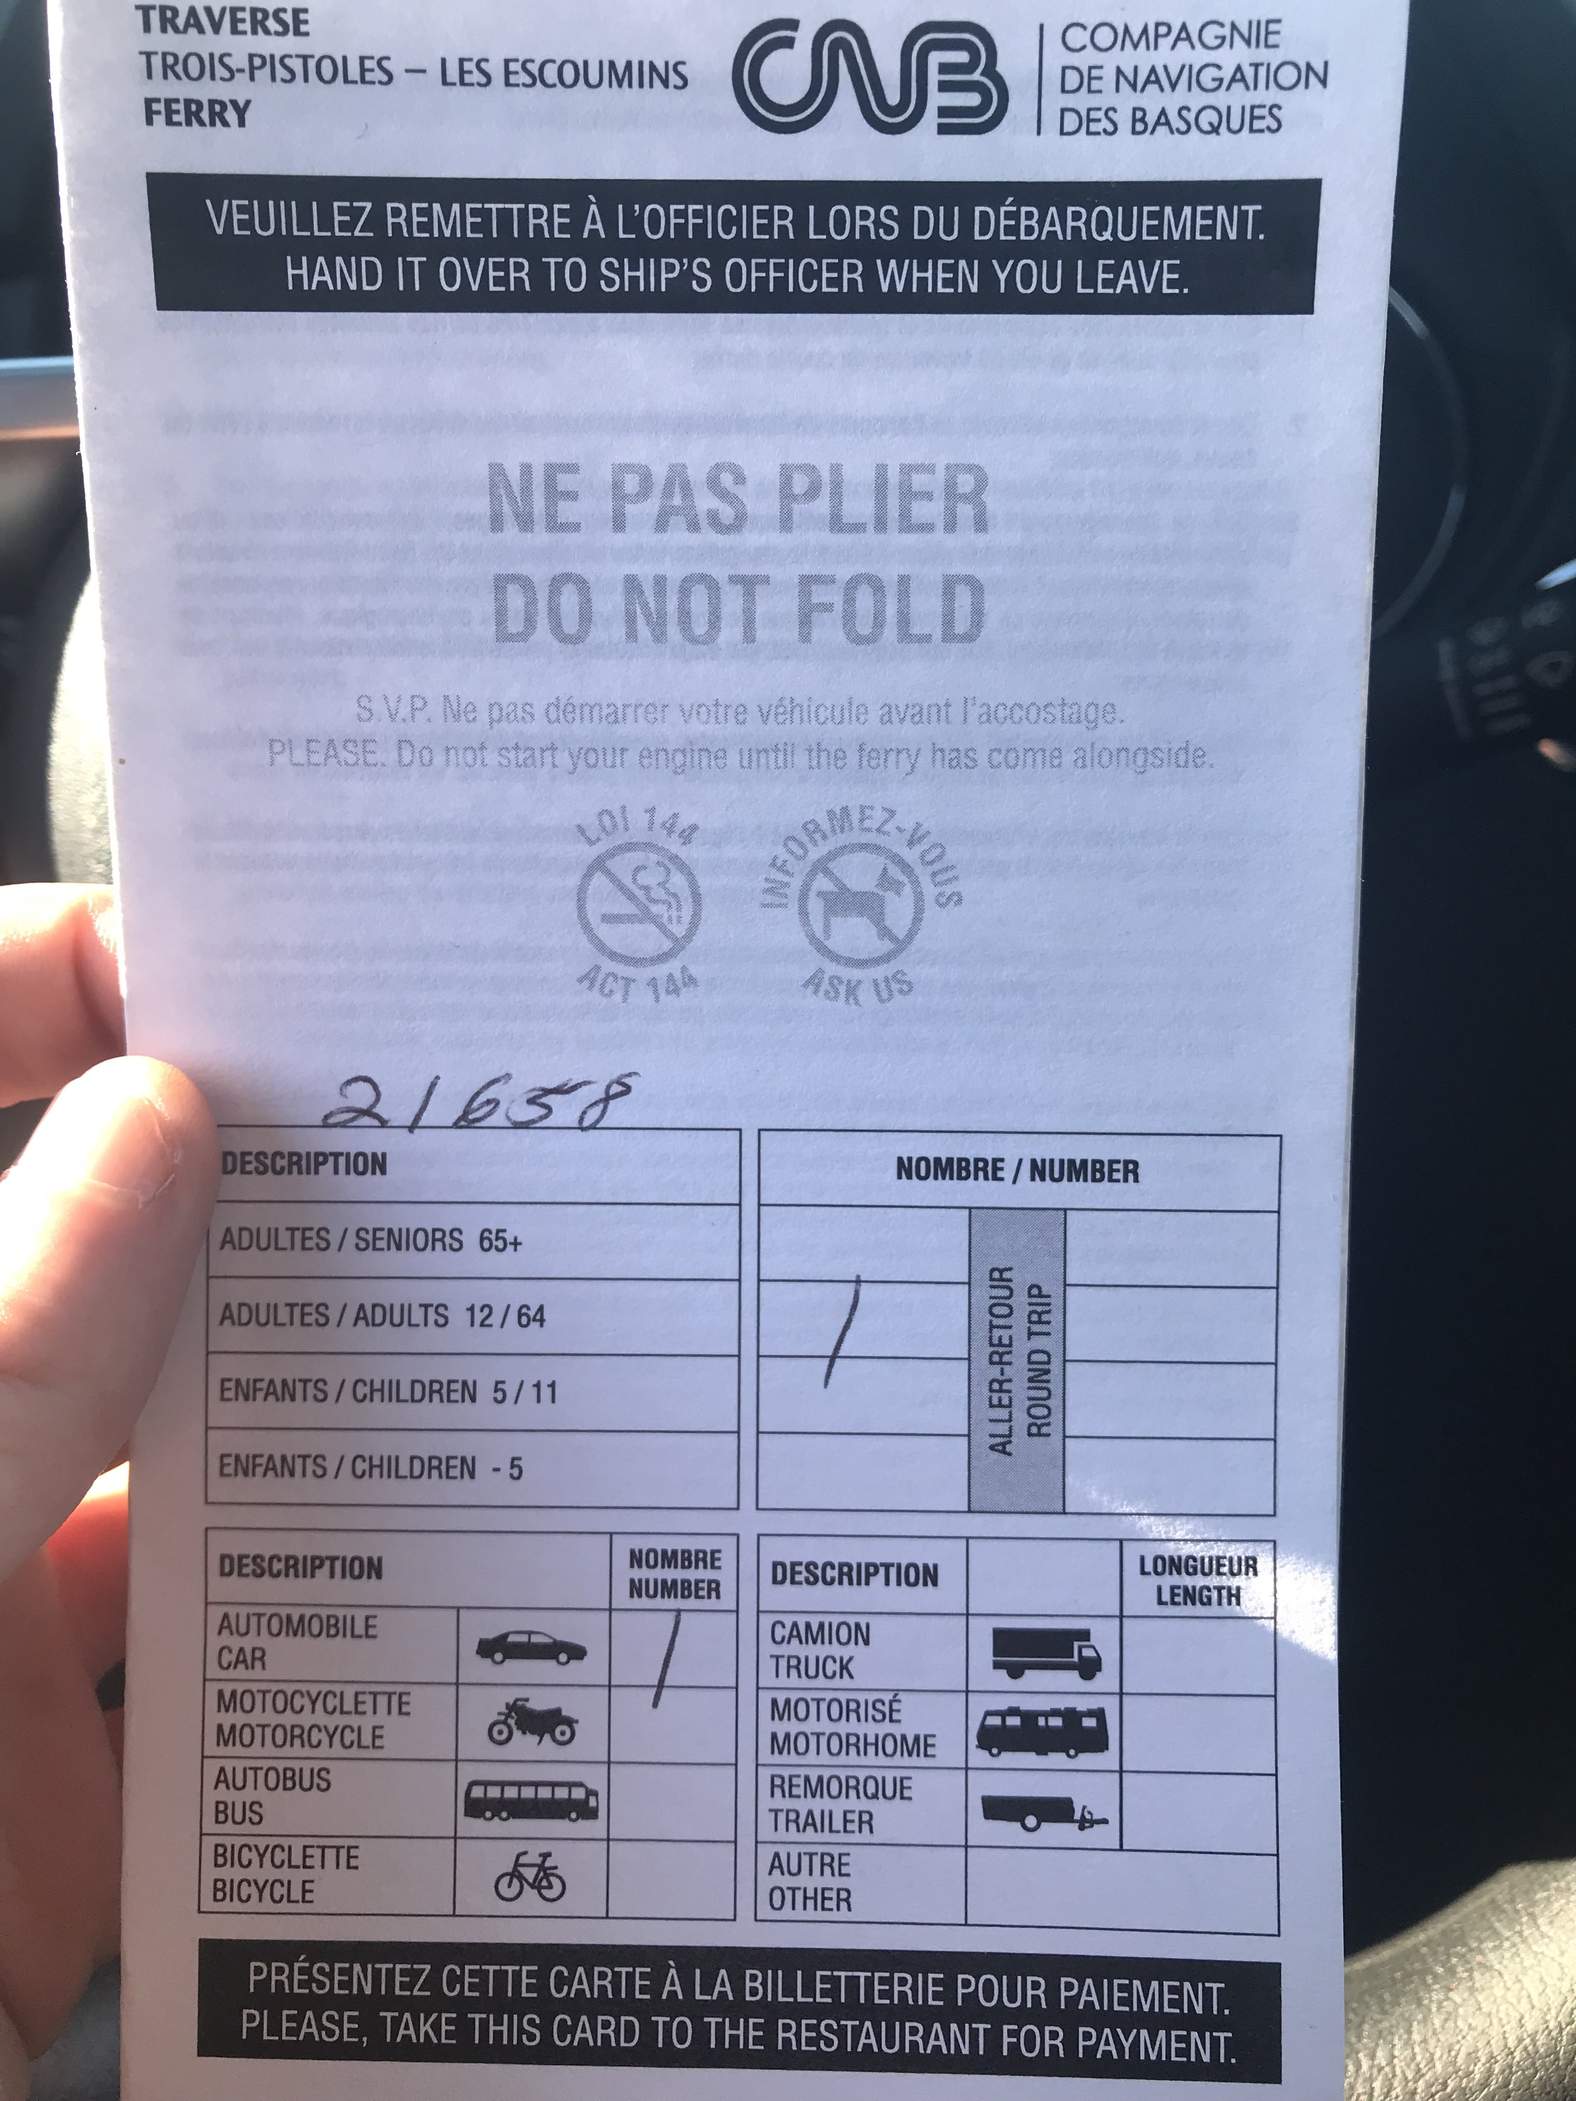 TRAVERSE
TROIS-PISTOLES – LES ESCOUMINS
FERRY
CNB
COMPAGNIE
DE NAVIGATION
DES BASQUES
VEUILLEZ REMETTRE À L'OFFICIER LORS DU DÉBARQUEMENT.
HAND IT OVER TO SHIP'S OFFICER WHEN YOU LEAVE.
NE PAS PLIER
DO NOT FOLD
S.V.P. Ne pas démarrer votre véhicule avant l'accostage.
PLEASE. Do not start your engine until the ferry has come alongside.
LOI 144
ACT 144
INFORMEZ-VOUS
ASK US
21658
DESCRIPTION
NOMBRE / NUMBER
ADULTES / SENIORS 65+
ADULTES / ADULTS 12 / 64
1
ENFANTS / CHILDREN 5 / 11
ENFANTS / CHILDREN - 5
ALLER-RETOUR
ROUND TRIP
DESCRIPTION
NOMBRE
NUMBER
AUTOMOBILE
CAR
1
MOTOCYCLETTE
MOTORCYCLE
AUTOBUS
BUS
BICYCLETTE
BICYCLE
DESCRIPTION
LONGUEUR
LENGTH
CAMION
TRUCK
MOTORISÉ
MOTORHOME
REMORQUE
TRAILER
AUTRE
OTHER
PRÉSENTEZ CETTE CARTE À LA BILLETTERIE POUR PAIEMENT.
PLEASE, TAKE THIS CARD TO THE RESTAURANT FOR PAYMENT.